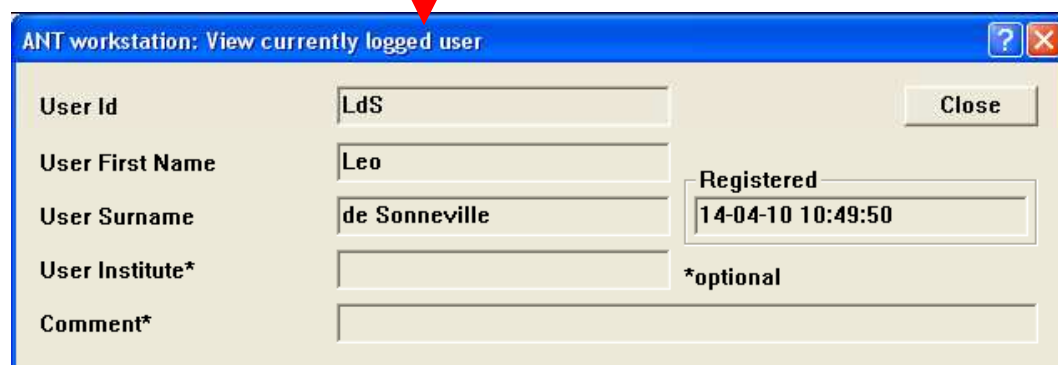 ANT workstation: View currently logged user
User Id LdS Close
User First Name Leo
Registered
User Surname de Sonneville 14-04-10 10:49:50
User Institute* *optional
Comment*